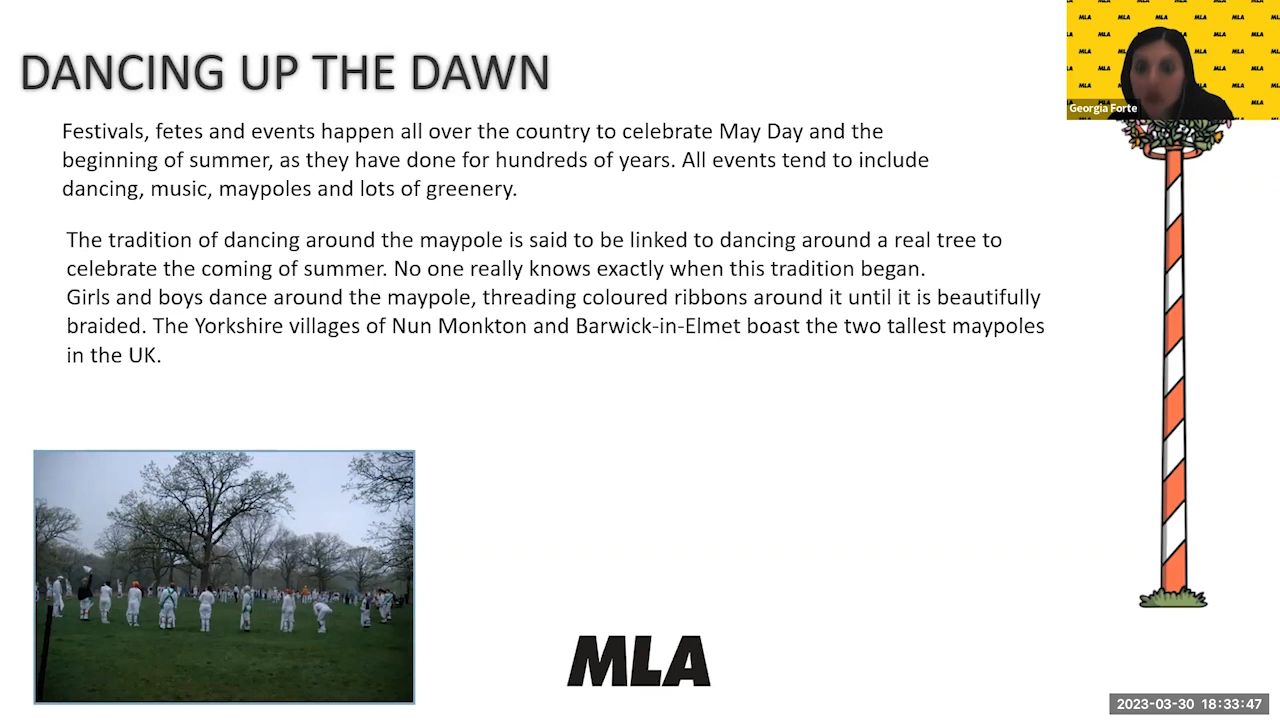 DANCING UP THE DAWN
Festivals, fetes and events happen all over the country to celebrate May Day and the
beginning of summer, as they have done for hundreds of years. All events tend to include
dancing, music, maypoles and lots of greenery.
The tradition of dancing around the maypole is said to be linked to dancing around a real tree to
celebrate the coming of summer. No one really knows exactly when this tradition began.
Girls and boys dance around the maypole, threading coloured ribbons around it until it is beautifully
braided. The Yorkshire villages of Nun Monkton and Barwick-in-Elmet boast the two tallest maypoles
in the UK.
Georgia Forte
MLA
2023-03-30 18:33:47